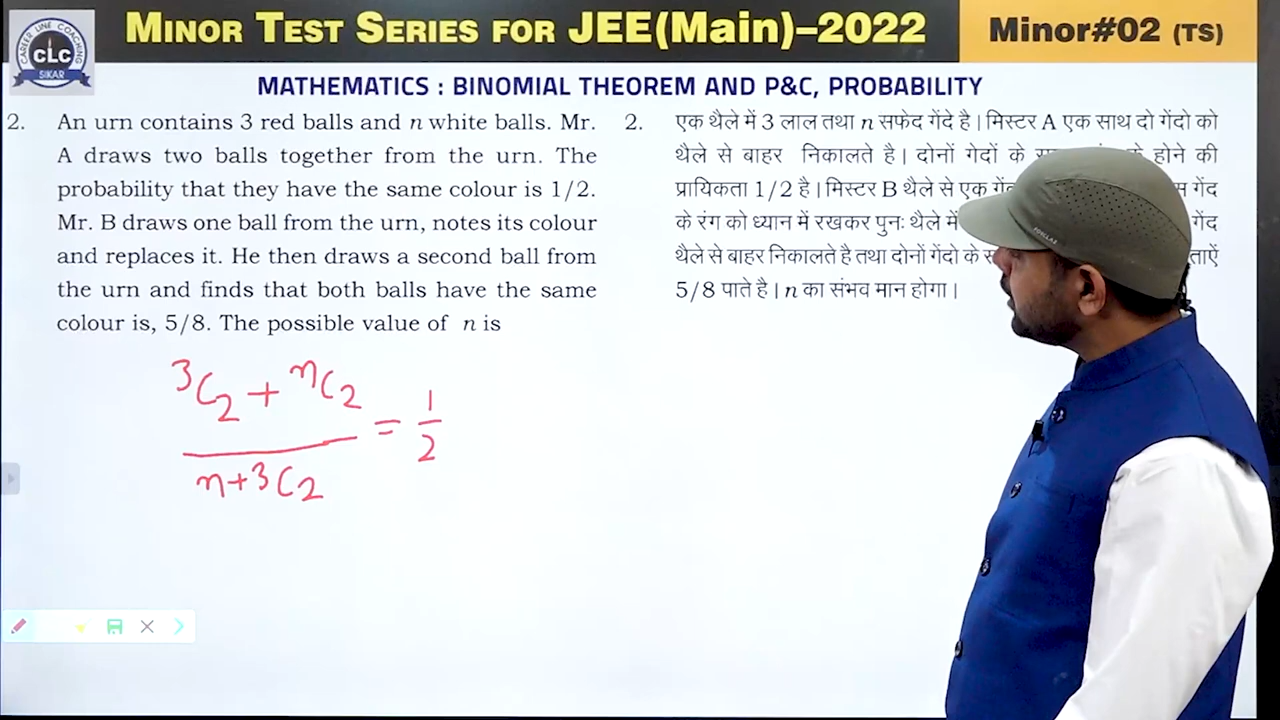 MINOR TEST SERIES FOR JEE(MAIN)–2022
Minor#02 (TS)
CAREER LINE COACHING
CLC
SIKAR
MATHEMATICS : BINOMIAL THEOREM AND P&C, PROBABILITY
2. An urn contains 3 red balls and n white balls. Mr.
A draws two balls together from the urn. The
probability that they have the same colour is 1/2.
Mr. B draws one ball from the urn, notes its colour
and replaces it. He then draws a second ball from
the urn and finds that both balls have the same
colour is, 5/8. The possible value of n is
2. एक थैले में 3 लाल तथा n सफेद गेंदे है। मिस्टर A एक साथ दो गेंदो को
थैले से बाहर निकालते है। दोनों गेदों के होने की
प्रायिकता 1/2 है। मिस्टर B थैले से एक गेंद
के रंग को ध्यान में रखकर पुनः थैले में गेंद
थैले से बाहर निकालते है तथा दोनों गेंदो के
5/8 पाते है। n का संभव मान होगा।
³C₂ + ⁿC₂
= 1/2
ⁿ⁺³C₂